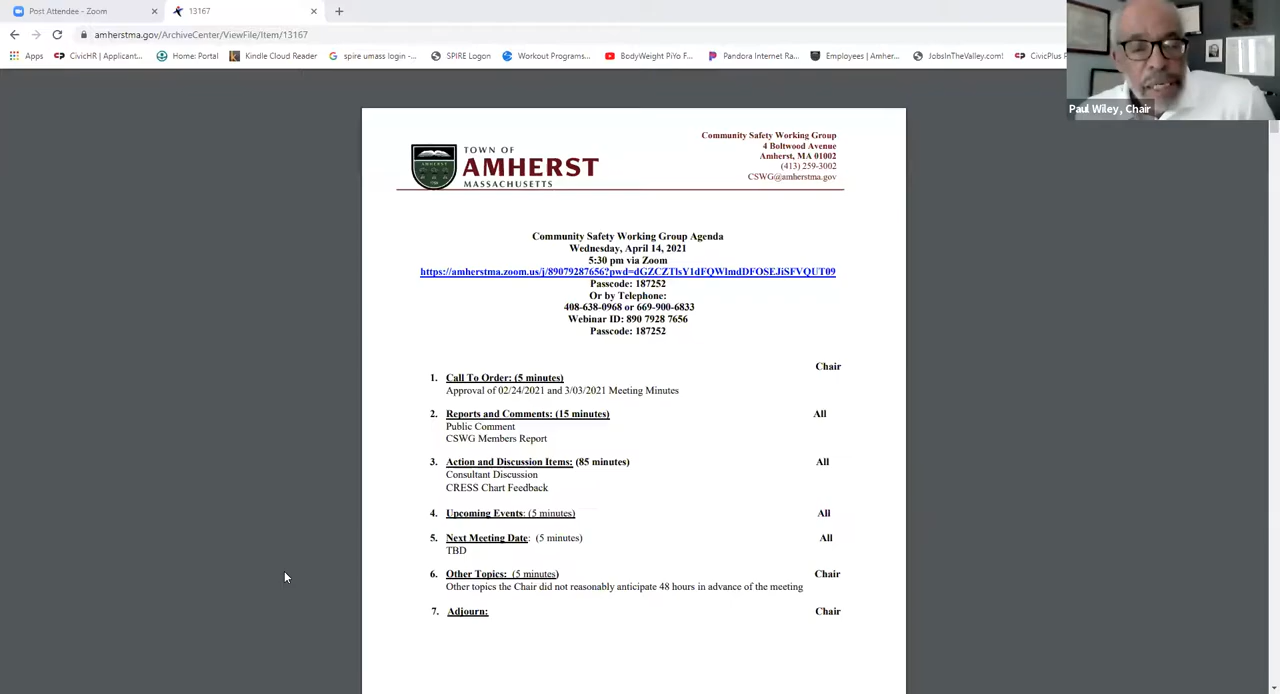 Post Attendee - Zoom
13167
amherstma.gov/ArchiveCenter/ViewFile/Item/13167
Apps
CivicHR | Applicant...
Home: Portal
Kindle Cloud Reader
spire umass login -...
SPIRE Logon
Workout Programs...
BodyWeight PiYo F...
Pandora Internet Ra...
Employees | Amher...
JobsInTheValley.com!
CivicPlus
Paul Wiley, Chair
TOWN OF
AMHERST
MASSACHUSETTS
Community Safety Working Group
4 Boltwood Avenue
Amherst, MA 01002
(413) 259-3002
CSWG@amherstma.gov
Community Safety Working Group Agenda
Wednesday, April 14, 2021
5:30 pm via Zoom
Passcode: 187252
Or by Telephone:
408-638-0968 or 669-900-6833
Webinar ID: 890 7928 7656
Passcode: 187252
Chair
1. Call To Order: (5 minutes)
Approval of 02/24/2021 and 3/03/2021 Meeting Minutes
2. Reports and Comments: (15 minutes) All
Public Comment
CSWG Members Report
3. Action and Discussion Items: (85 minutes) All
Consultant Discussion
CRESS Chart Feedback
4. Upcoming Events: (5 minutes) All
5. Next Meeting Date: (5 minutes) All
TBD
6. Other Topics: (5 minutes) Chair
Other topics the Chair did not reasonably anticipate 48 hours in advance of the meeting
7. Adjourn: Chair